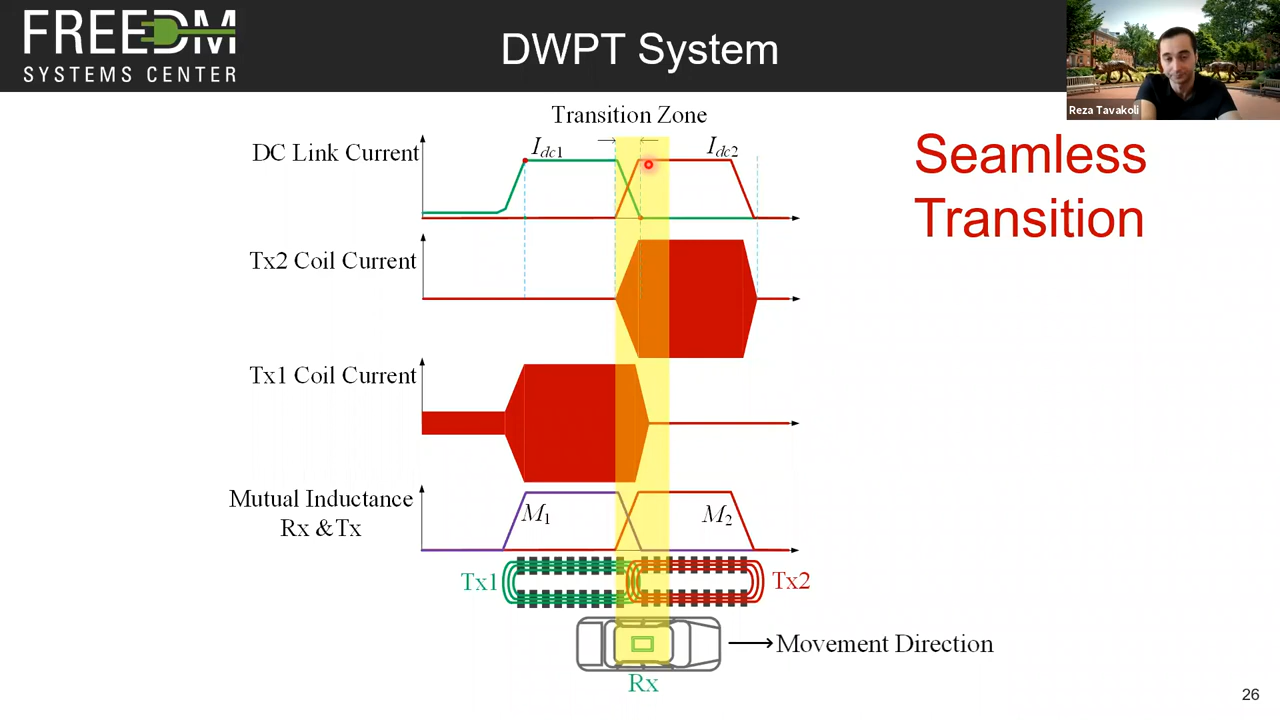 FREEDM
SYSTEMS CENTER
DWPT System
Reza Tavakoli
Transition Zone
DC Link Current
Idc1
Idc2
Seamless
Transition
Tx2 Coil Current
Tx1 Coil Current
Mutual Inductance
Rx &Tx
M1
M2
Tx1
Tx2
Movement Direction
Rx
26